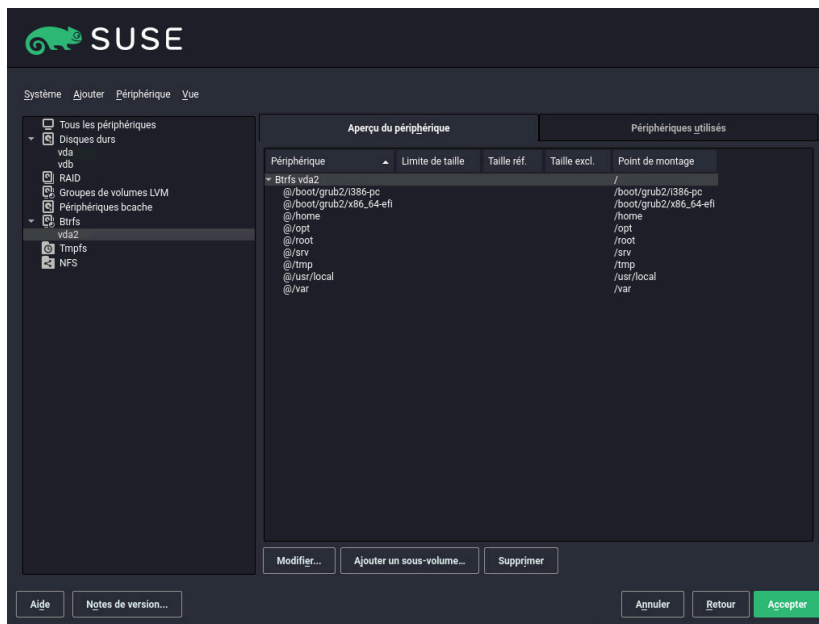 SUSE
Système Ajouter Périphérique Vue
Tous les périphériques
Disques durs
vda
vdb
RAID
Groupes de volumes LVM
Périphériques bcache
Btrfs
vda2
Tmpfs
NFS
Aperçu du périphérique Périphériques utilisés
Périphérique Limite de taille Taille réf. Taille excl. Point de montage
Btrfs vda2 /
@/boot/grub2/i386-pc /boot/grub2/i386-pc
@/boot/grub2/x86_64-efi /boot/grub2/x86_64-efi
@/home /home
@/opt /opt
@/root /root
@/srv /srv
@/tmp /tmp
@/usr/local /usr/local
@/var /var
Modifier... Ajouter un sous-volume... Supprimer
Aide Notes de version... Annuler Retour Accepter